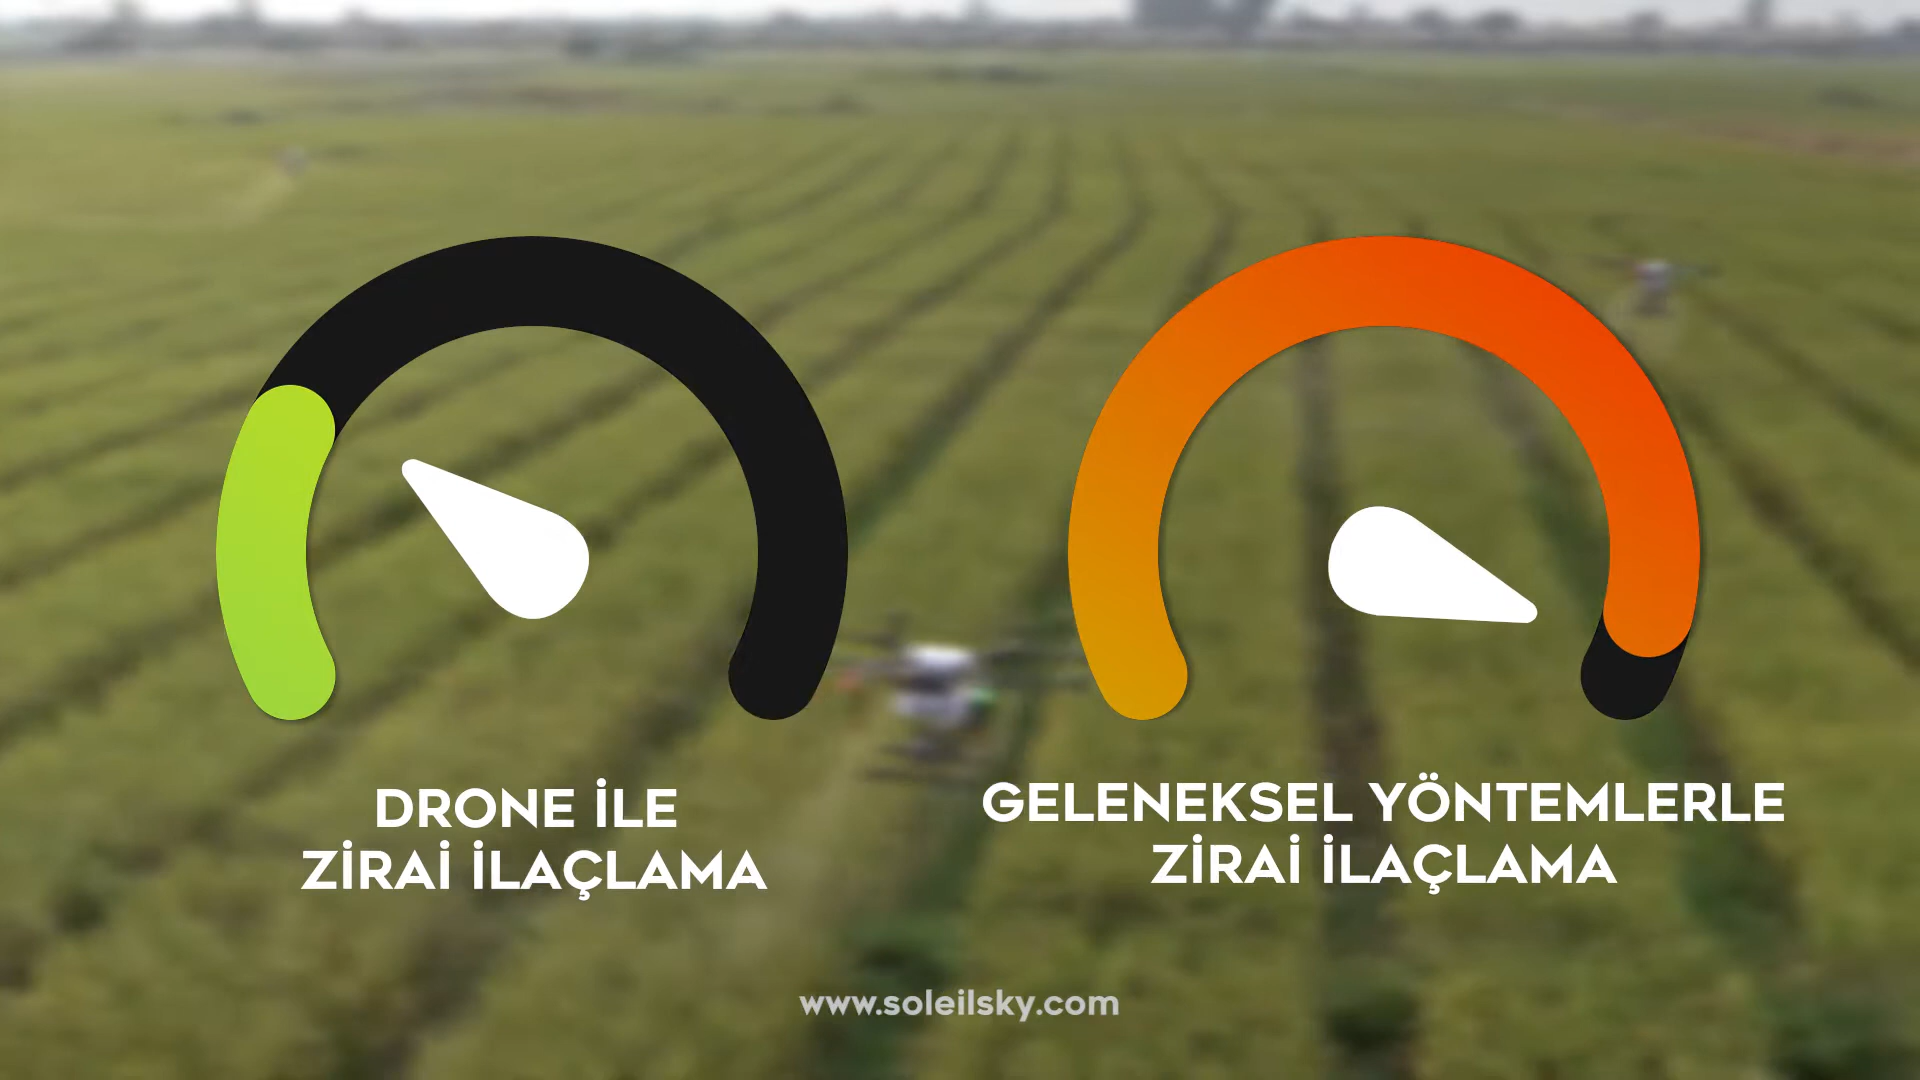 DRONE İLE
ZİRAİ İLAÇLAMA
GELENEKSEL YÖNTEMLERLE
ZİRAİ İLAÇLAMA
www.soleilsky.com